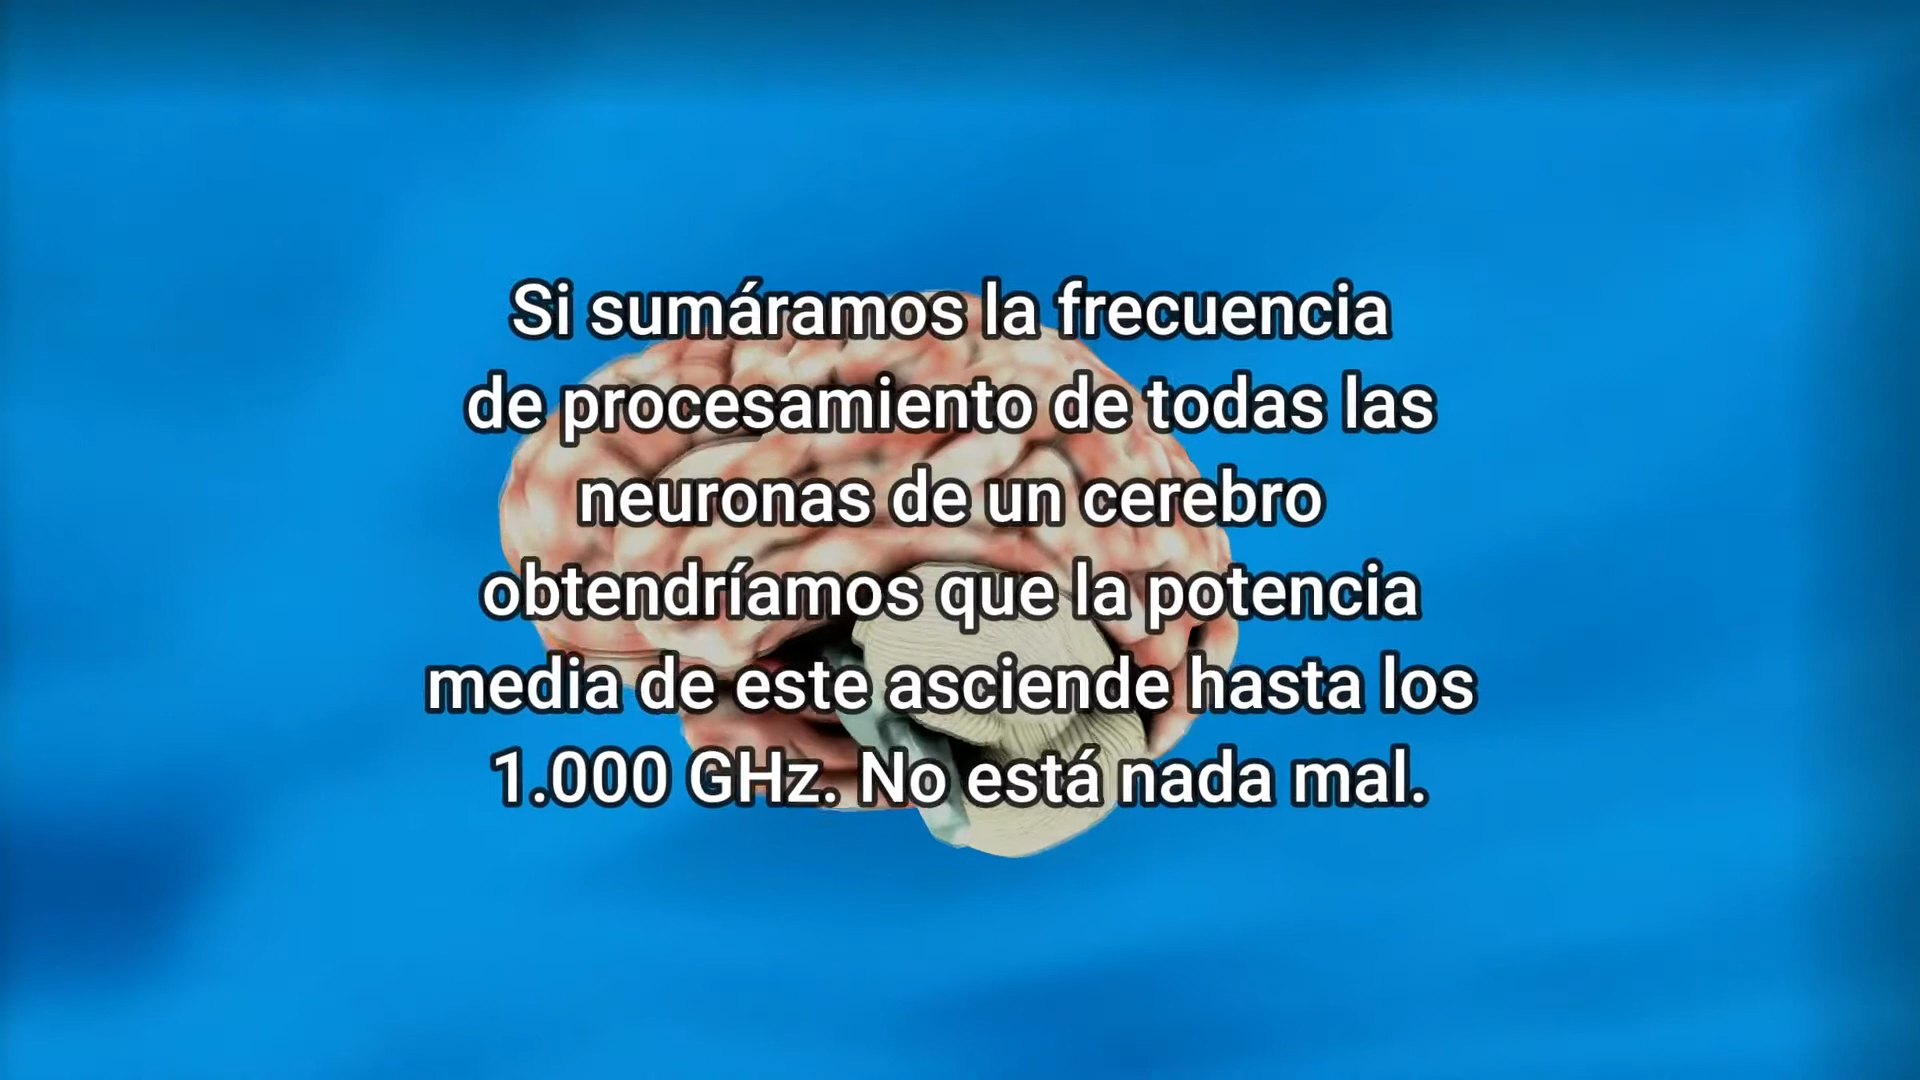 Si sumáramos la frecuencia
de procesamiento de todas las
neuronas de un cerebro
obtendríamos que la potencia
media de este asciende hasta los
1.000 GHz. No está nada mal.